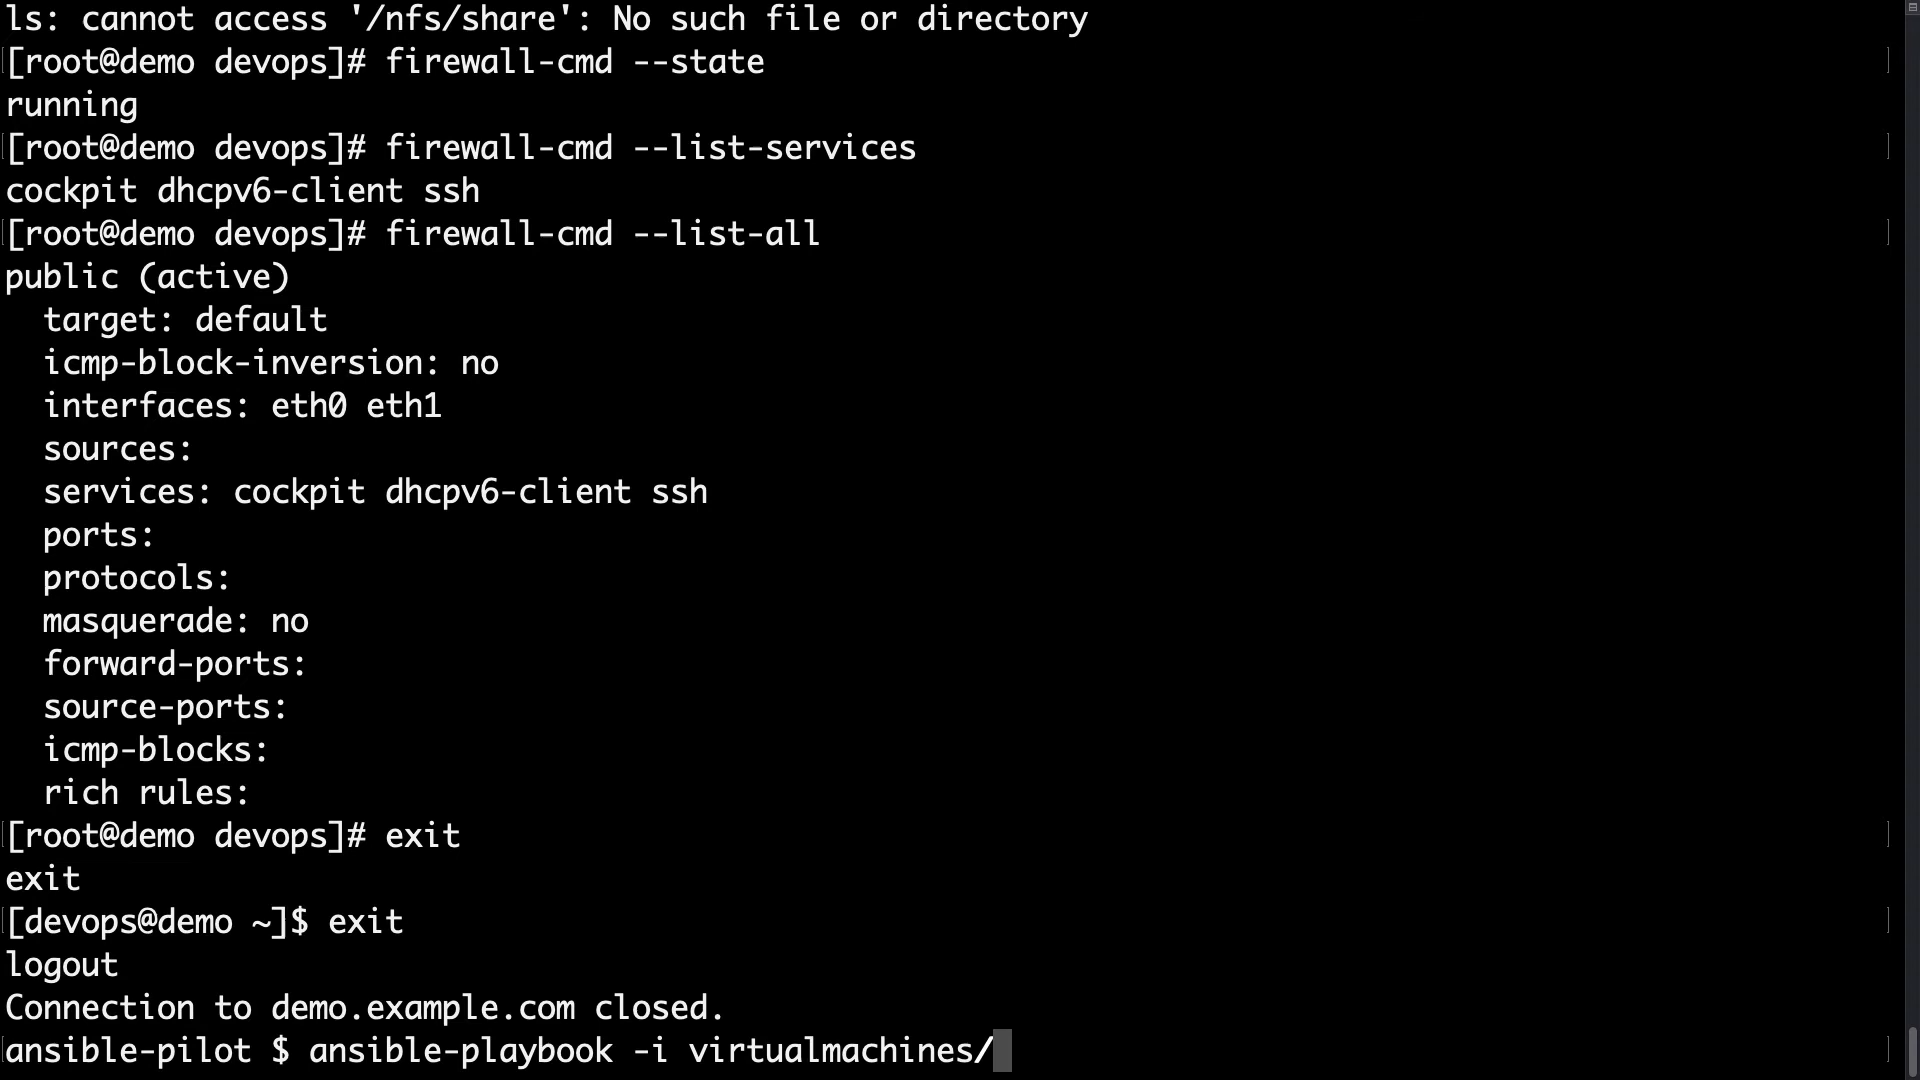 ls: cannot access '/nfs/share': No such file or directory
[root@demo devops]# firewall-cmd --state
running
[root@demo devops]# firewall-cmd --list-services
cockpit dhcpv6-client ssh
[root@demo devops]# firewall-cmd --list-all
public (active)
  target: default
  icmp-block-inversion: no
  interfaces: eth0 eth1
  sources:
  services: cockpit dhcpv6-client ssh
  ports:
  protocols:
  masquerade: no
  forward-ports:
  source-ports:
  icmp-blocks:
  rich rules:
[root@demo devops]# exit
exit
[devops@demo ~]$ exit
logout
Connection to demo.example.com closed.
ansible-pilot $ ansible-playbook -i virtualmachines/